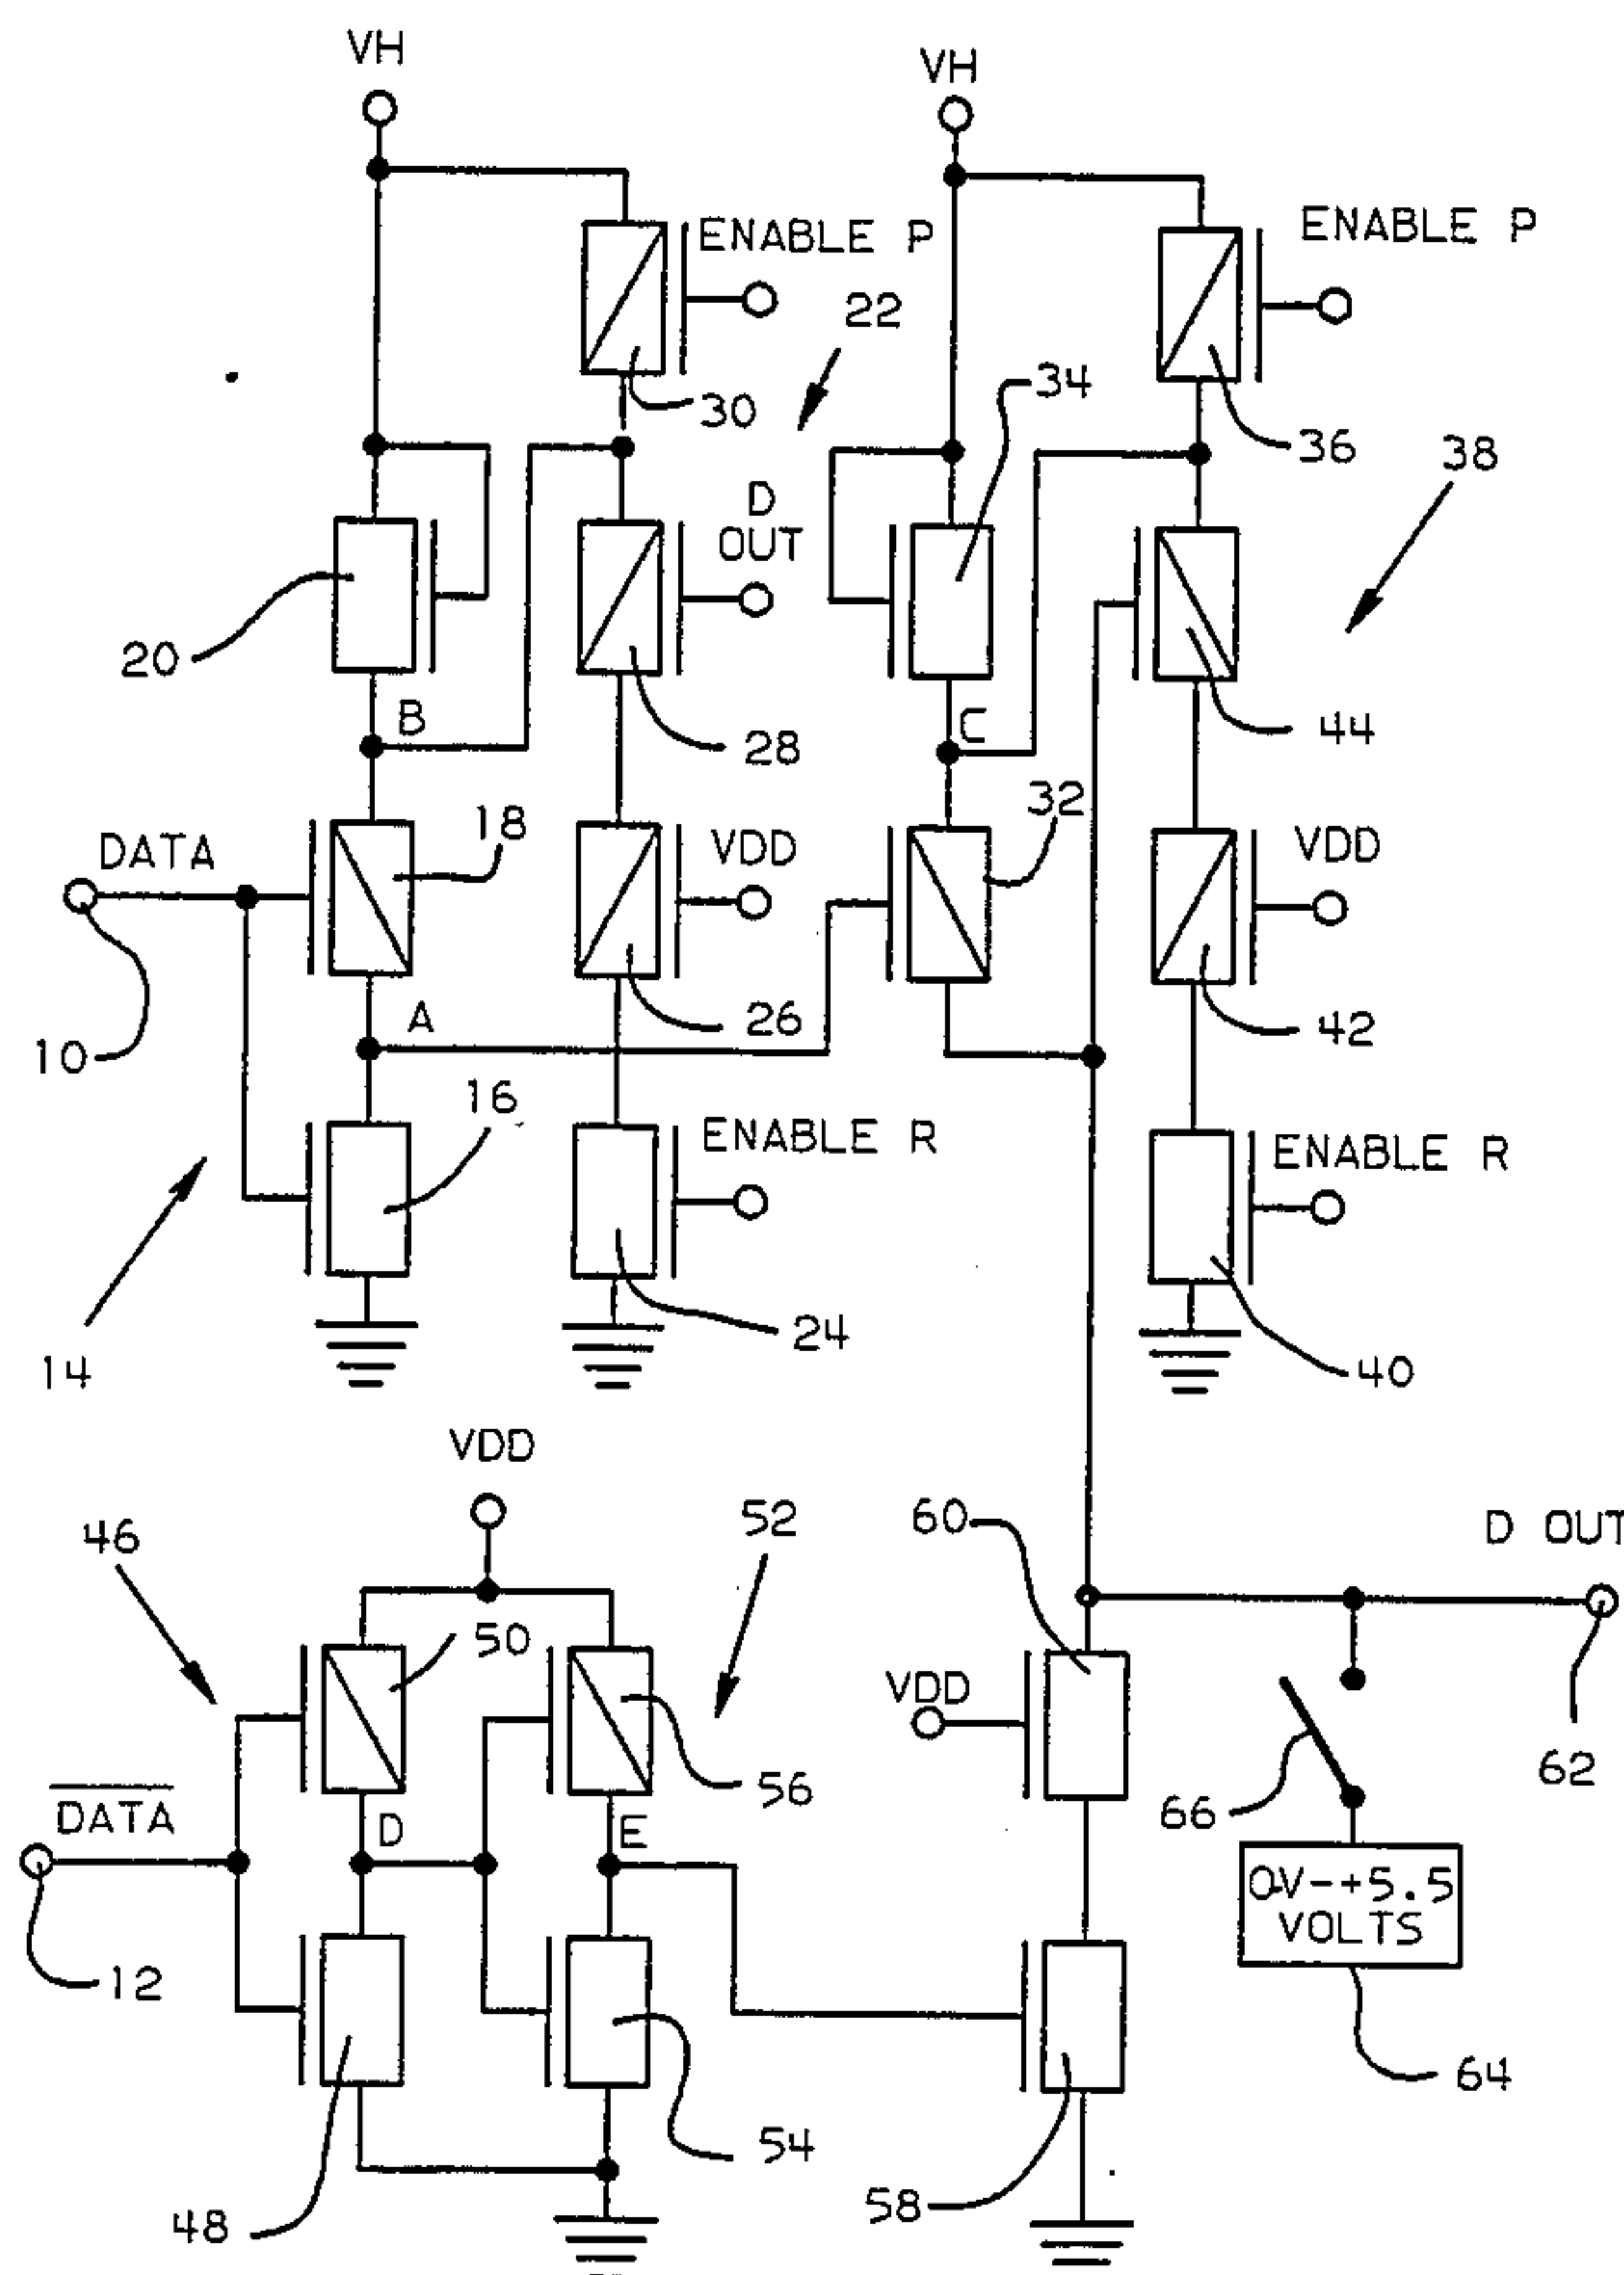 VH
VH
ENABLE P
ENABLE P
22
34
30
36
38
D
OUT
20
B
C
28
44
DATA
18
32
VDD
VDD
10
A
26
42
16
ENABLE R
ENABLE R
14
24
40
VDD
46
52
60
D OUT
50
VDD
DATA
D
E
56
66
62
0V-+5.5
VOLTS
12
64
54
48
58